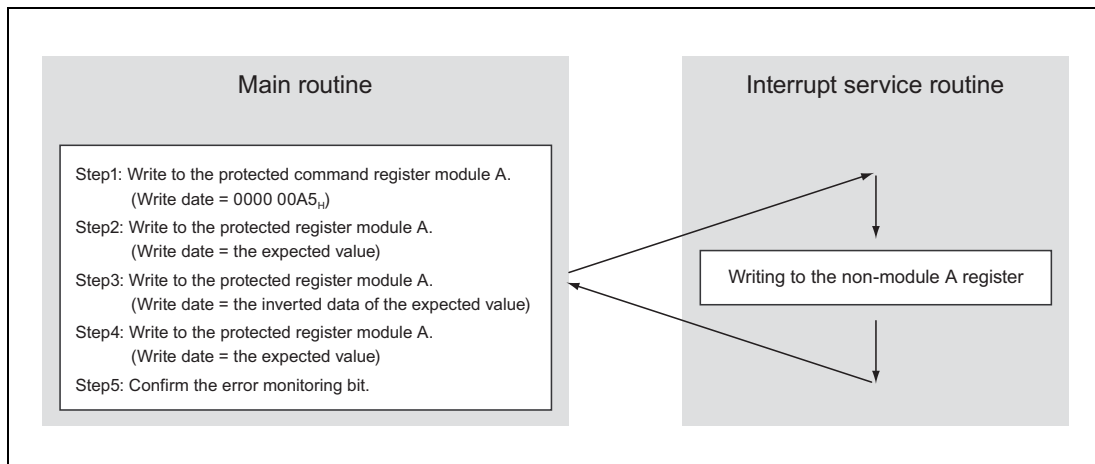 Main routine
Step1: Write to the protected command register module A.
(Write date = 0000 00A5H)
Step2: Write to the protected register module A.
(Write date = the expected value)
Step3: Write to the protected register module A.
(Write date = the inverted data of the expected value)
Step4: Write to the protected register module A.
(Write date = the expected value)
Step5: Confirm the error monitoring bit.
Interrupt service routine
Writing to the non-module A register